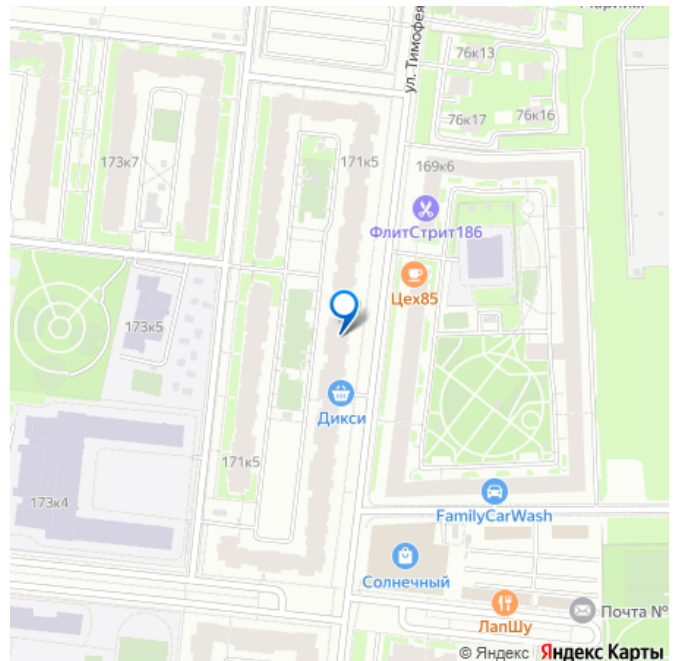 ул. Тимофея
76к13
76к17
76к16
173к7
171к5
169к6
ФлитСтрит186
Цех85
173к5
Дикси
171к5
173к4
FamilyCarWash
Солнечный
ЛапШу
Почта №
© Яндекс Яндекс Карты